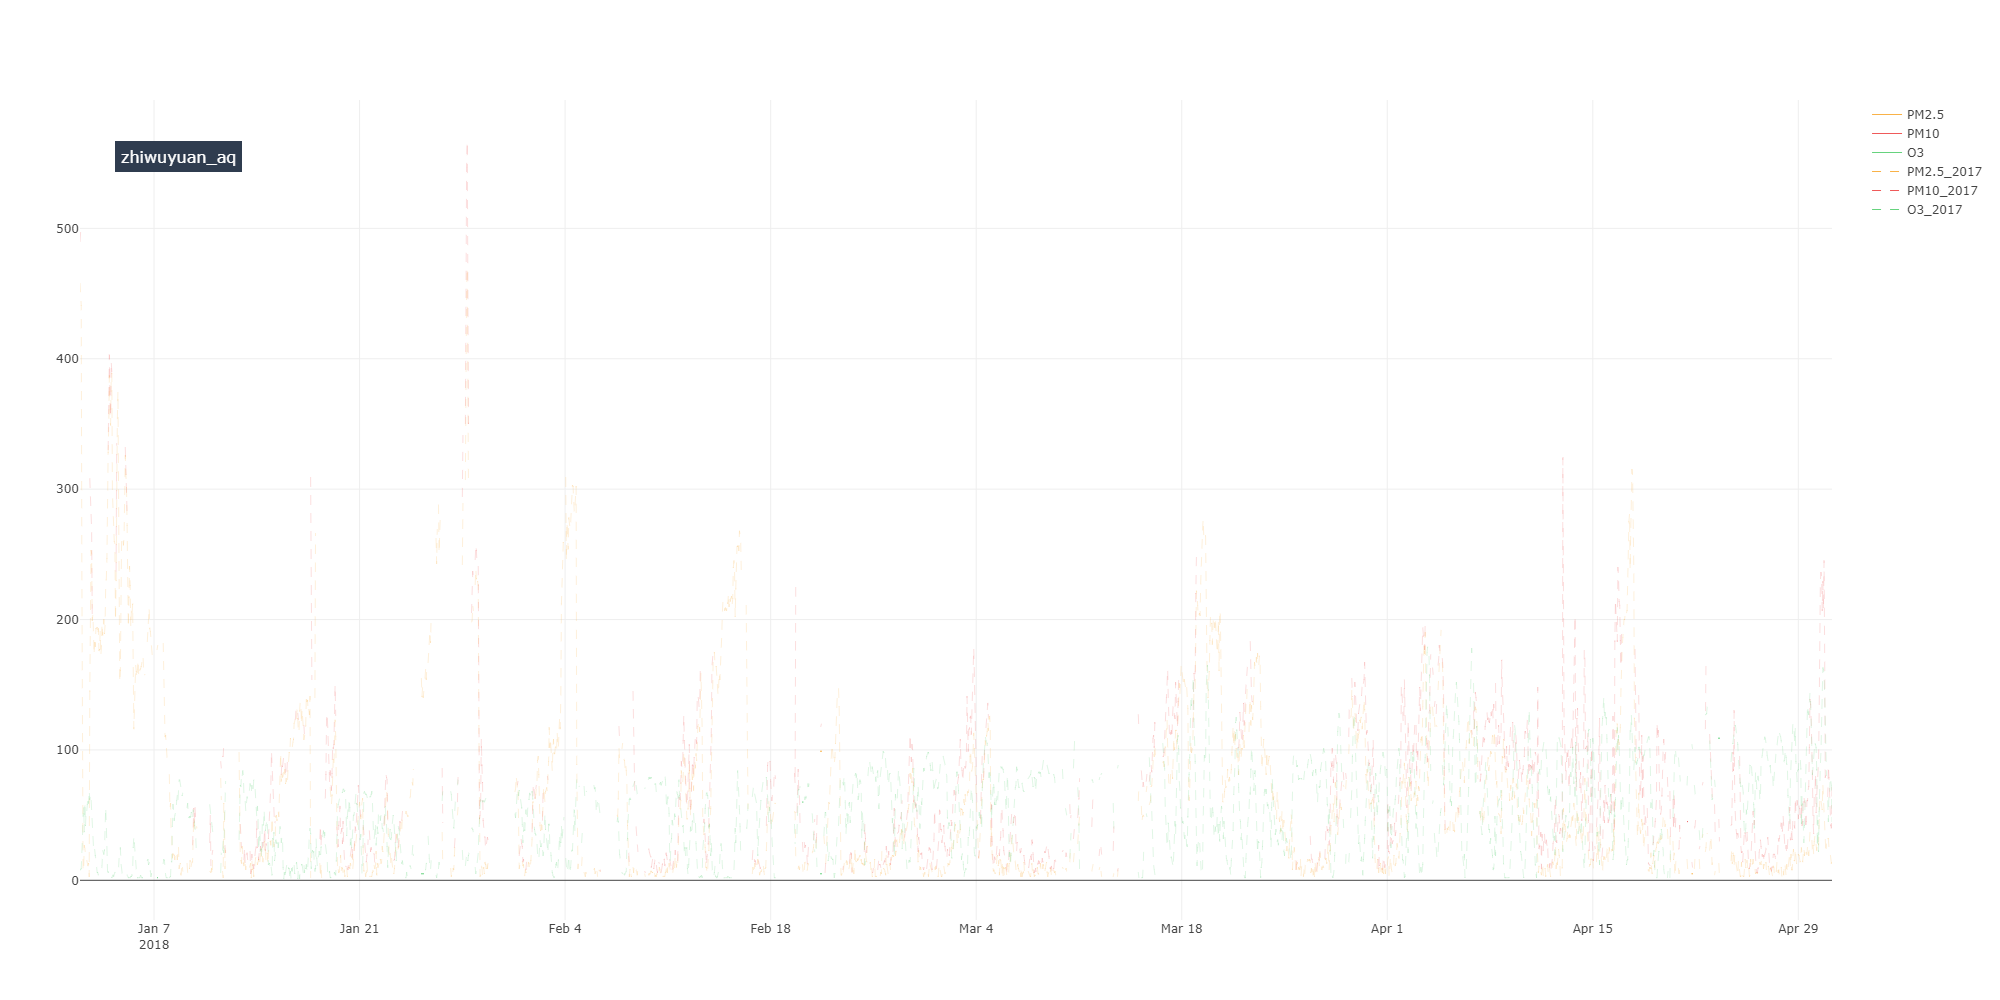 zhiwuyuan_aq
PM2.5
PM10
O3
PM2.5_2017
PM10_2017
O3_2017
500
400
300
200
100
0
Jan 7
2018
Jan 21
Feb 4
Feb 18
Mar 4
Mar 18
Apr 1
Apr 15
Apr 29